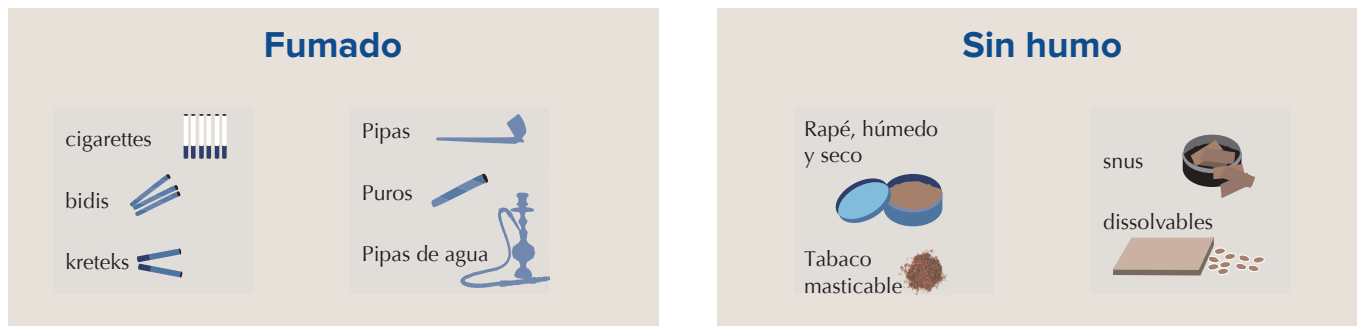 Fumado
cigarettes
bidis
kreteks
Pipas
Puros
Pipas de agua
Sin humo
Rapé, húmedo
y seco
Tabaco
masticable
snus
dissolvables